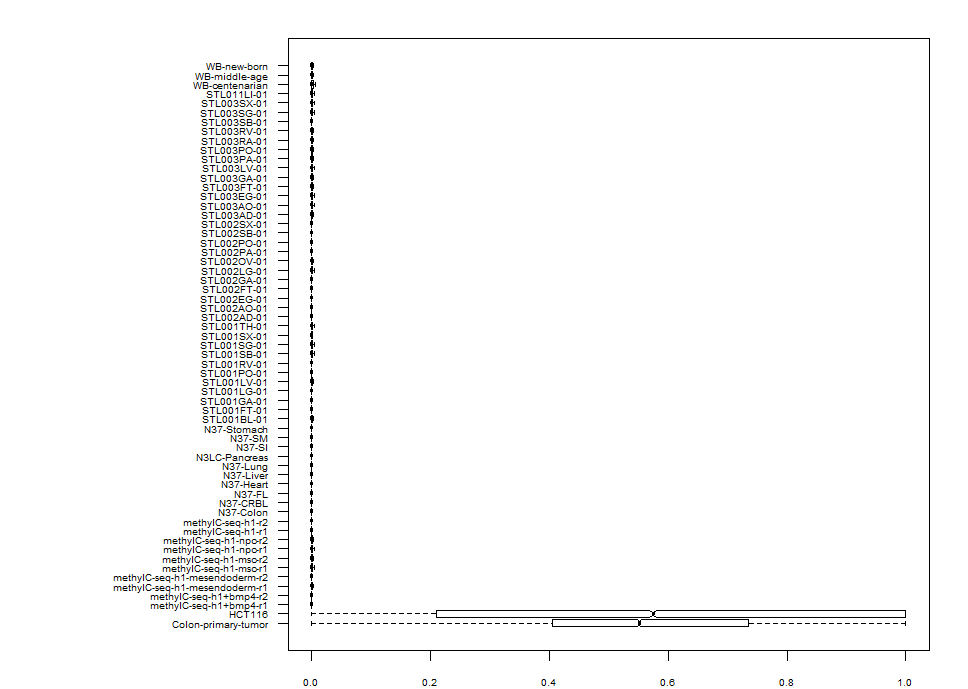 WB-new-born
WB-middle-age
WB-centenarian
STL011LI-01
STL003SX-01
STL003SG-01
STL003SB-01
STL003RV-01
STL003RA-01
STL003PO-01
STL003PA-01
STL003LV-01
STL003GA-01
STL003FT-01
STL003EG-01
STL003AO-01
STL003AD-01
STL002SX-01
STL002SB-01
STL002PO-01
STL002PA-01
STL002OV-01
STL002LG-01
STL002GA-01
STL002FT-01
STL002EG-01
STL002AO-01
STL002AD-01
STL001TH-01
STL001SX-01
STL001SG-01
STL001SB-01
STL001RV-01
STL001PO-01
STL001LV-01
STL001LG-01
STL001GA-01
STL001FT-01
STL001BL-01
N37-Stomach
N37-SM
N37-SI
N3LC-Pancreas
N37-Lung
N37-Liver
N37-Heart
N37-FL
N37-CRBL
N37-Colon
methylC-seq-h1-r2
methylC-seq-h1-r1
methylC-seq-h1-npc-r2
methylC-seq-h1-npc-r1
methylC-seq-h1-msc-r2
methylC-seq-h1-msc-r1
methylC-seq-h1-mesendoderm-r2
methylC-seq-h1-mesendoderm-r1
methylC-seq-h1+bmp4-r2
methylC-seq-h1+bmp4-r1
HCT116
Colon-primary-tumor
0.0 0.2 0.4 0.6 0.8 1.0